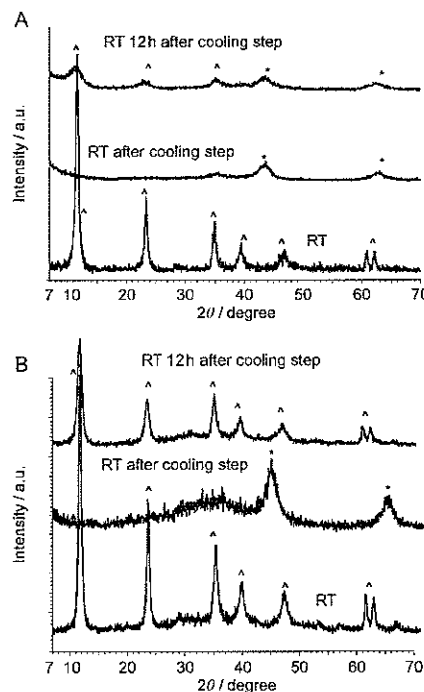 A
RT 12h after cooling step
^ ^ ^ * *
RT after cooling step
* *
^ ^ ^ ^ ^ RT ^
Intensity / a.u.
7 10 20 30 40 50 60 70
2θ / degree
B
RT 12h after cooling step
^ ^ ^ ^ ^ ^
RT after cooling step
* *
^ ^ ^ ^ ^ RT ^
Intensity / a.u.
7 10 20 30 40 50 60 70
2θ / degree